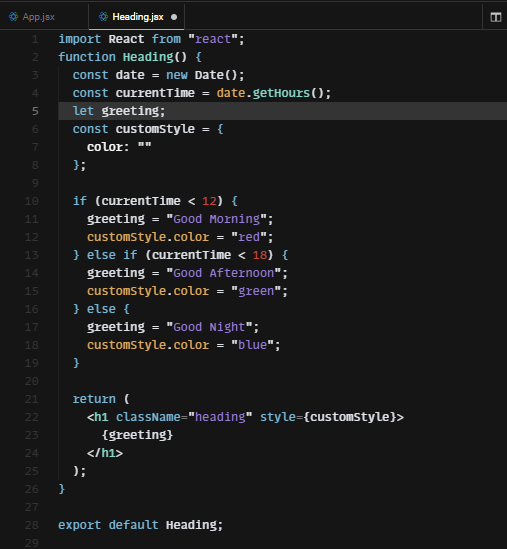 App.jsx
Heading.jsx
1 import React from "react";
2 function Heading() {
3   const date = new Date();
4   const currentTime = date.getHours();
5   let greeting;
6   const customStyle = {
7     color: ""
8   };
9
10   if (currentTime < 12) {
11     greeting = "Good Morning";
12     customStyle.color = "red";
13   } else if (currentTime < 18) {
14     greeting = "Good Afternoon";
15     customStyle.color = "green";
16   } else {
17     greeting = "Good Night";
18     customStyle.color = "blue";
19   }
20
21   return (
22     <h1 className="heading" style={customStyle}>
23       {greeting}
24     </h1>
25   );
26 }
27
28 export default Heading;
29